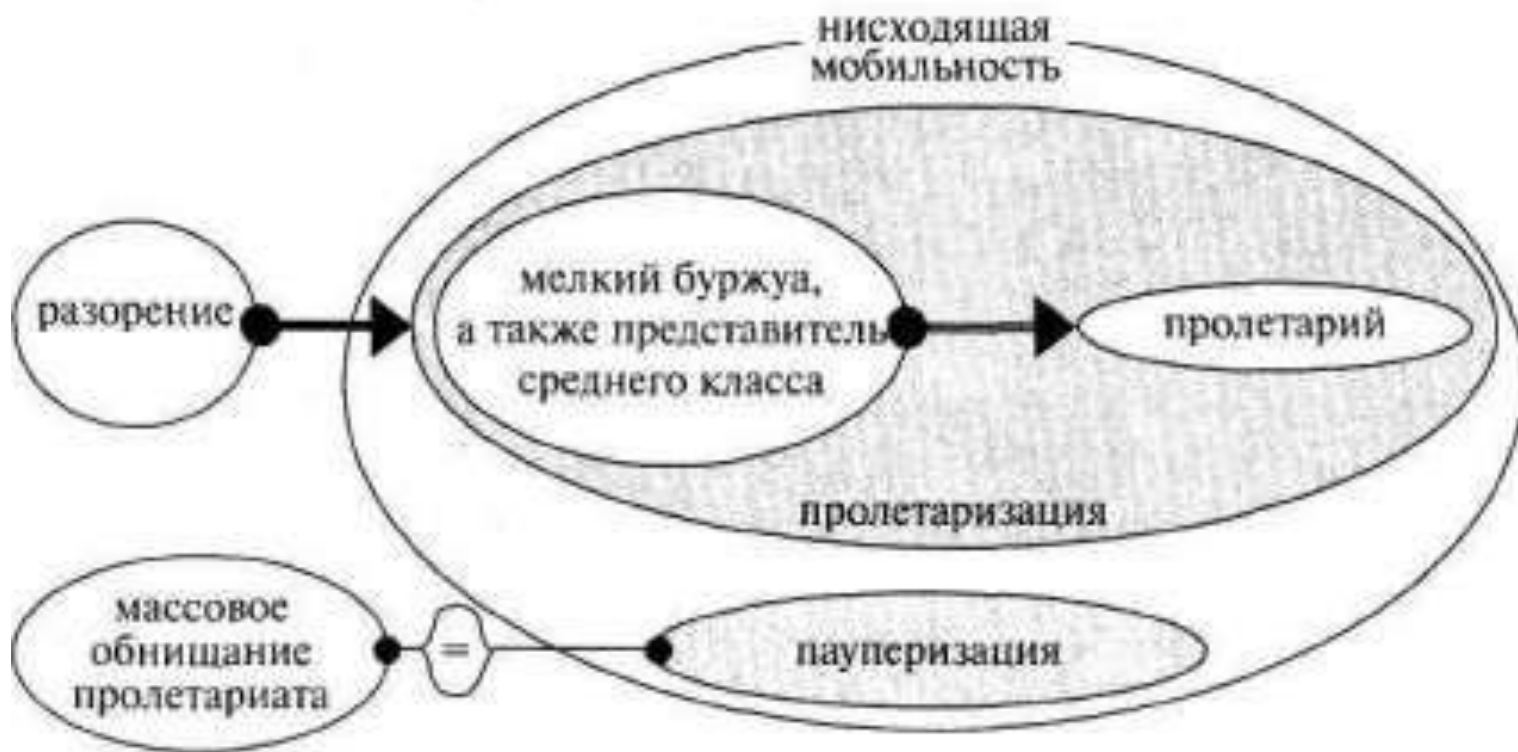 нисходящая
мобильность
разорение
мелкий буржуа,
а также представитель
среднего класса
пролетарий
пролетаризация
массовое
обнищание
пролетариата
=
пауперизация